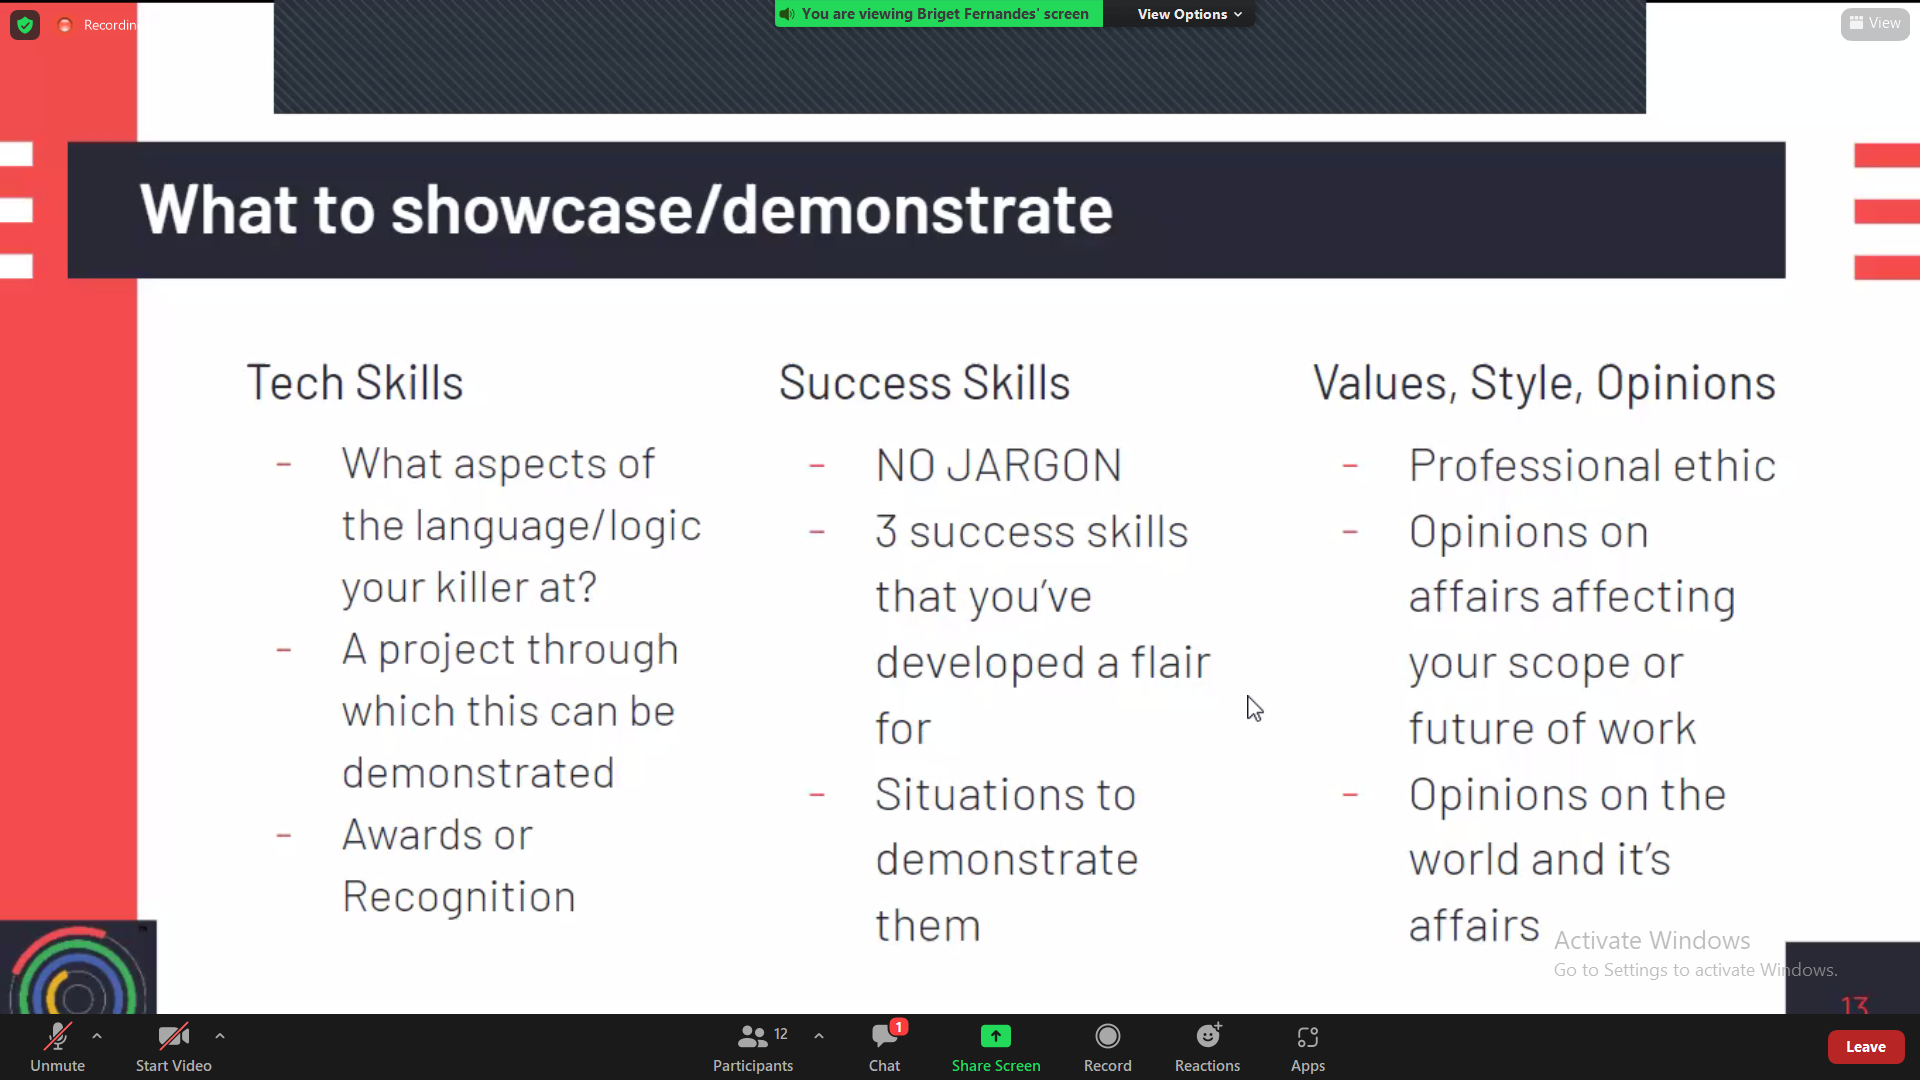 Recordin
You are viewing Briget Fernandes' screen
View Options
View
What to showcase/demonstrate
Tech Skills
- What aspects of
the language/logic
your killer at?
- A project through
which this can be
demonstrated
- Awards or
Recognition
Success Skills
- NO JARGON
- 3 success skills
that you've
developed a flair
for
- Situations to
demonstrate
them
Values, Style, Opinions
- Professional ethic
- Opinions on
affairs affecting
your scope or
future of work
- Opinions on the
world and it's
affairs
Activate Windows
Go to Settings to activate Windows.
13
Unmute
Start Video
12
Participants
1
Chat
Share Screen
Record
Reactions
Apps
Leave